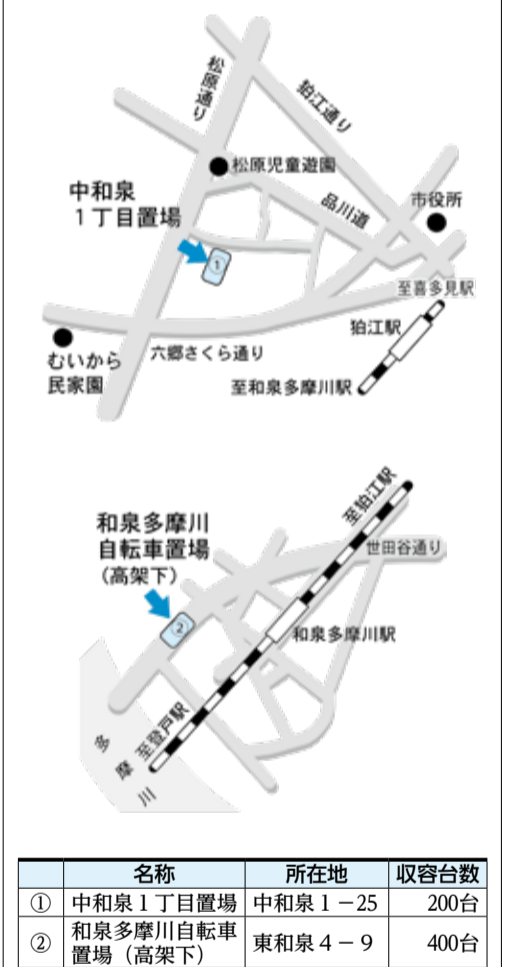 松原通り
狛江通り
松原児童遊園
中和泉
１丁目置場
品川道
市役所
①
至喜多見駅
狛江駅
むいから
民家園
六郷さくら通り
至和泉多摩川駅
至狛江駅
和泉多摩川
自転車置場
（高架下）
世田谷通り
②
和泉多摩川駅
至登戸駅
多摩川
名称 所在地 収容台数
① 中和泉１丁目置場 中和泉１－25 200台
② 和泉多摩川自転車
置場（高架下） 東和泉４－９ 400台